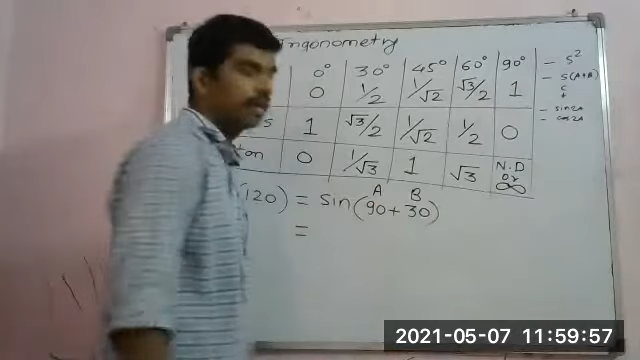 Trigonometry
0° 30° 45° 60° 90°
0 1/2 1/√2 √3/2 1
s 1 √3/2 1/√2 1/2 0
tan 0 1/√3 1 √3 N.D or ∞
- s²
- s(A+B)
c
t
- sin2A
- cos2A
(120) = sin(90+30)
A B
=
2021-05-07 11:59:57